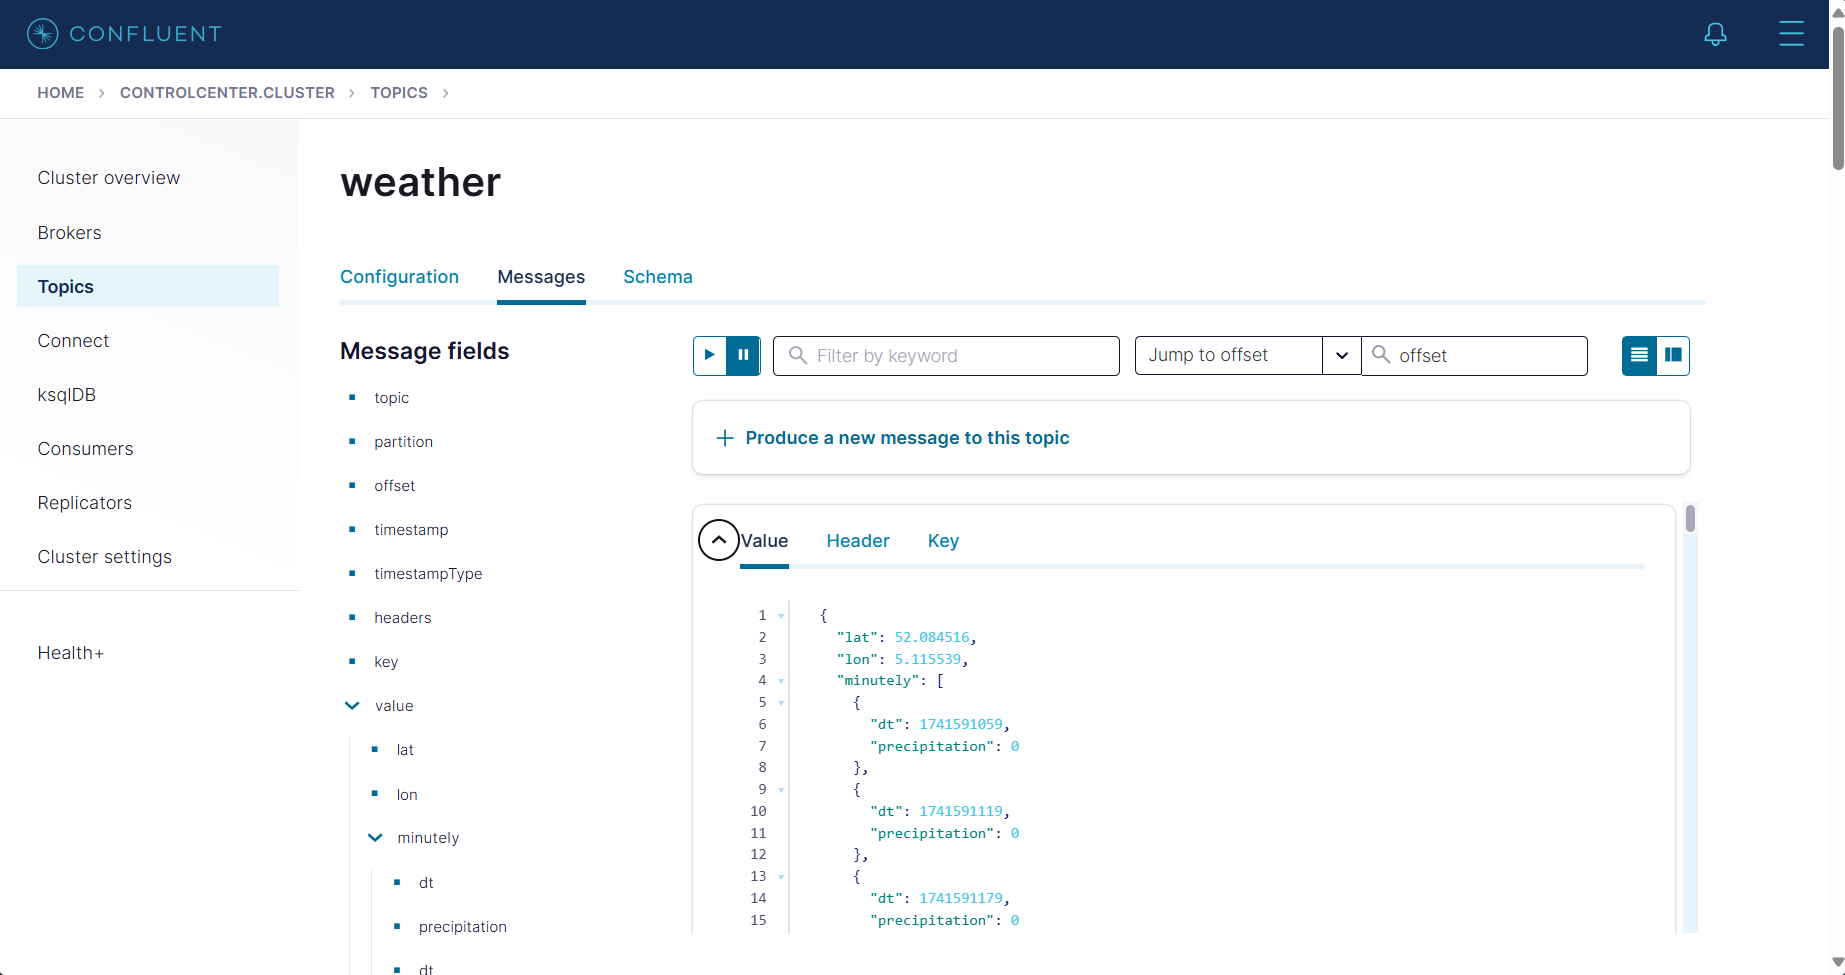 CONFLUENT
HOME > CONTROLCENTER.CLUSTER > TOPICS >
Cluster overview
Brokers
Topics
Connect
ksqlDB
Consumers
Replicators
Cluster settings
Health+
weather
Configuration Messages Schema
Message fields
topic
partition
offset
timestamp
timestampType
headers
key
value
lat
lon
minutely
dt
precipitation
dt
Filter by keyword
Jump to offset
offset
Produce a new message to this topic
Value Header Key
1 {
2 "lat": 52.084516,
3 "lon": 5.115539,
4 "minutely": [
5 {
6 "dt": 1741591059,
7 "precipitation": 0
8 },
9 {
10 "dt": 1741591119,
11 "precipitation": 0
12 },
13 {
14 "dt": 1741591179,
15 "precipitation": 0